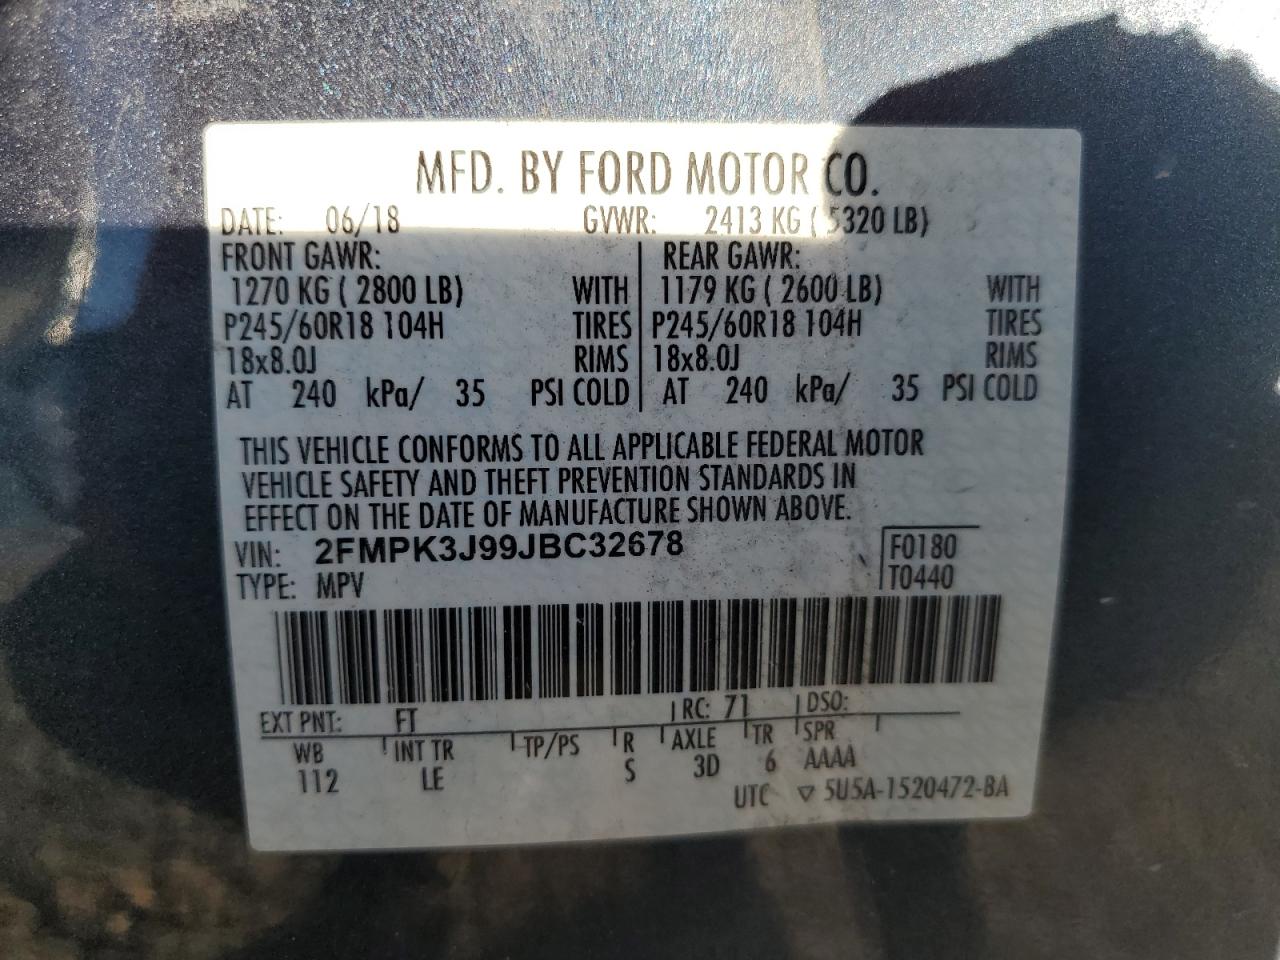 MFD. BY FORD MOTOR CO.
DATE: 06/18 GVWR: 2413 KG ( 5320 LB)
FRONT GAWR: REAR GAWR:
1270 KG ( 2800 LB) WITH 1179 KG ( 2600 LB) WITH
P245/60R18 104H TIRES P245/60R18 104H TIRES
18x8.0J RIMS 18x8.0J RIMS
AT 240 kPa/ 35 PSI COLD AT 240 kPa/ 35 PSI COLD
THIS VEHICLE CONFORMS TO ALL APPLICABLE FEDERAL MOTOR
VEHICLE SAFETY AND THEFT PREVENTION STANDARDS IN
EFFECT ON THE DATE OF MANUFACTURE SHOWN ABOVE.
VIN: 2FMPK3J99JBC32678 F0180
TYPE: MPV T0440
EXT PNT: FT RC: 71 DSO:
WB INT TR TP/PS R AXLE TR SPR
112 LE S 3D 6 AAAA
UTC ▽ 5U5A-1520472-BA